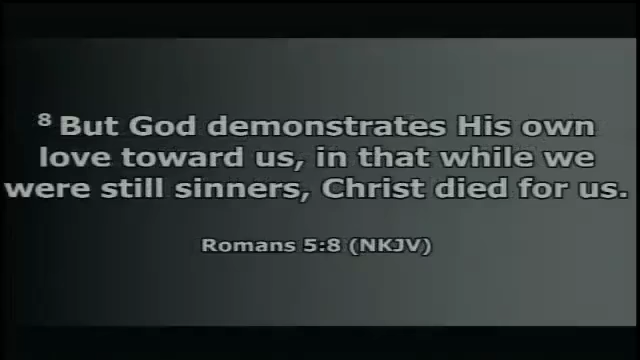 8 But God demonstrates His own
love toward us, in that while we
were still sinners, Christ died for us.
Romans 5:8 (NKJV)